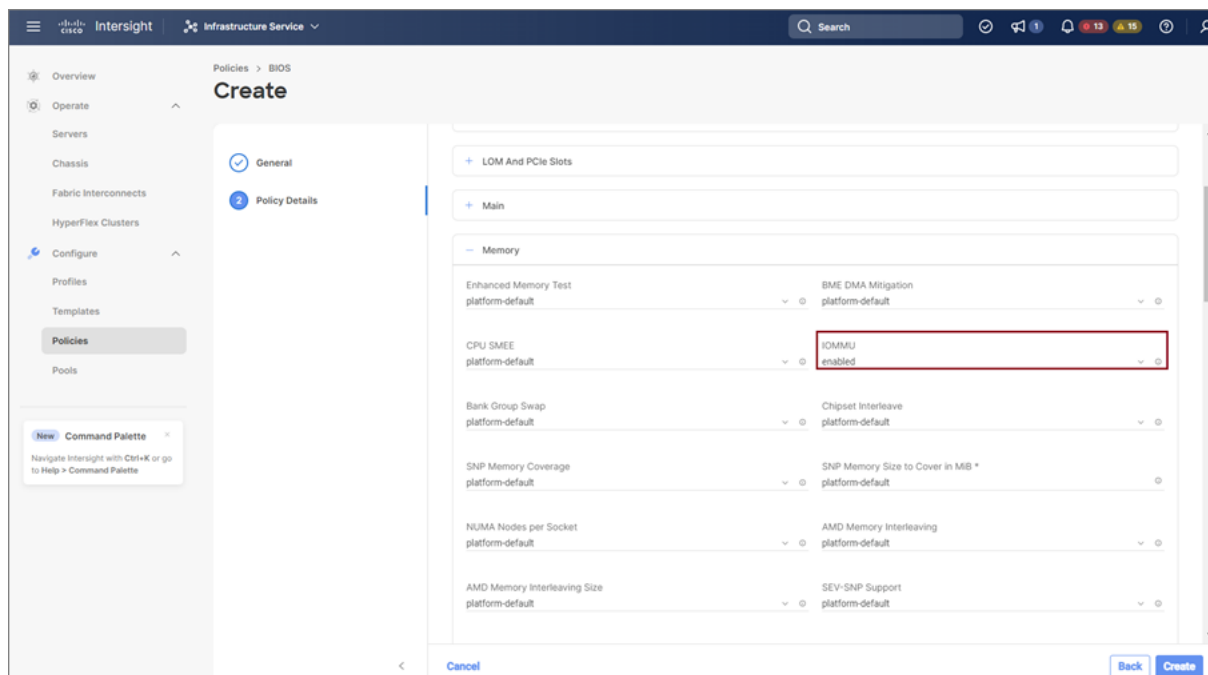 cisco Intersight
Infrastructure Service
Search
1
13
15
Overview
Operate
Servers
Chassis
Fabric Interconnects
HyperFlex Clusters
Configure
Profiles
Templates
Policies
Pools
New Command Palette
Navigate Intersight with Ctrl+K or go
to Help > Command Palette
Policies > BIOS
Create
General
2 Policy Details
+ LOM And PCIe Slots
+ Main
− Memory
Enhanced Memory Test
platform-default
BME DMA Mitigation
platform-default
CPU SMEE
platform-default
IOMMU
enabled
Bank Group Swap
platform-default
Chipset Interleave
platform-default
SNP Memory Coverage
platform-default
SNP Memory Size to Cover in MiB *
platform-default
NUMA Nodes per Socket
platform-default
AMD Memory Interleaving
platform-default
AMD Memory Interleaving Size
platform-default
SEV-SNP Support
platform-default
Cancel
Back
Create